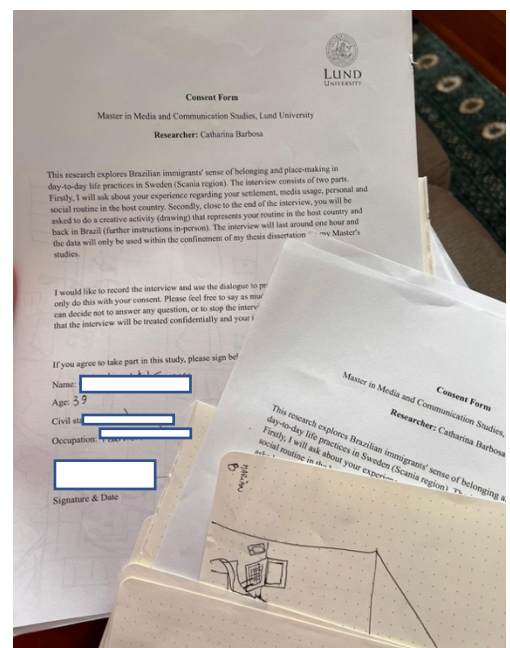 LUND
UNIVERSITY
Consent Form
Master in Media and Communication Studies, Lund University
Researcher: Catharina Barbosa
This research explores Brazilian immigrants' sense of belonging and place-making in
day-to-day life practices in Sweden (Scania region). The interview consists of two parts.
Firstly, I will ask about your experience regarding your settlement, media usage, personal and
social routine in the host country. Secondly, close to the end of the interview, you will be
asked to do a creative activity (drawing) that represents your routine in the host country and
back in Brazil (further instructions in-person). The interview will last around one hour and
the data will only be used within the confinement of my thesis dissertation my Master's
studies.
I would like to record the interview and use the dialogue to
only do this with your consent. Please feel free to say as
can decide not to answer any question, or to stop the
that the interview will be treated confidentially and your
If you agree to take part in this study, please sign
Name:
Age: 39
Civil
Occupation:
Signature & Date
Consent Form
Master in Media and Communication Studies,
Researcher: Catharina Barbosa
This research explores Brazilian immigrants' sense of belonging
day-to-day life practices in Sweden (Scania region).
Firstly, I will ask about your
social routine in the